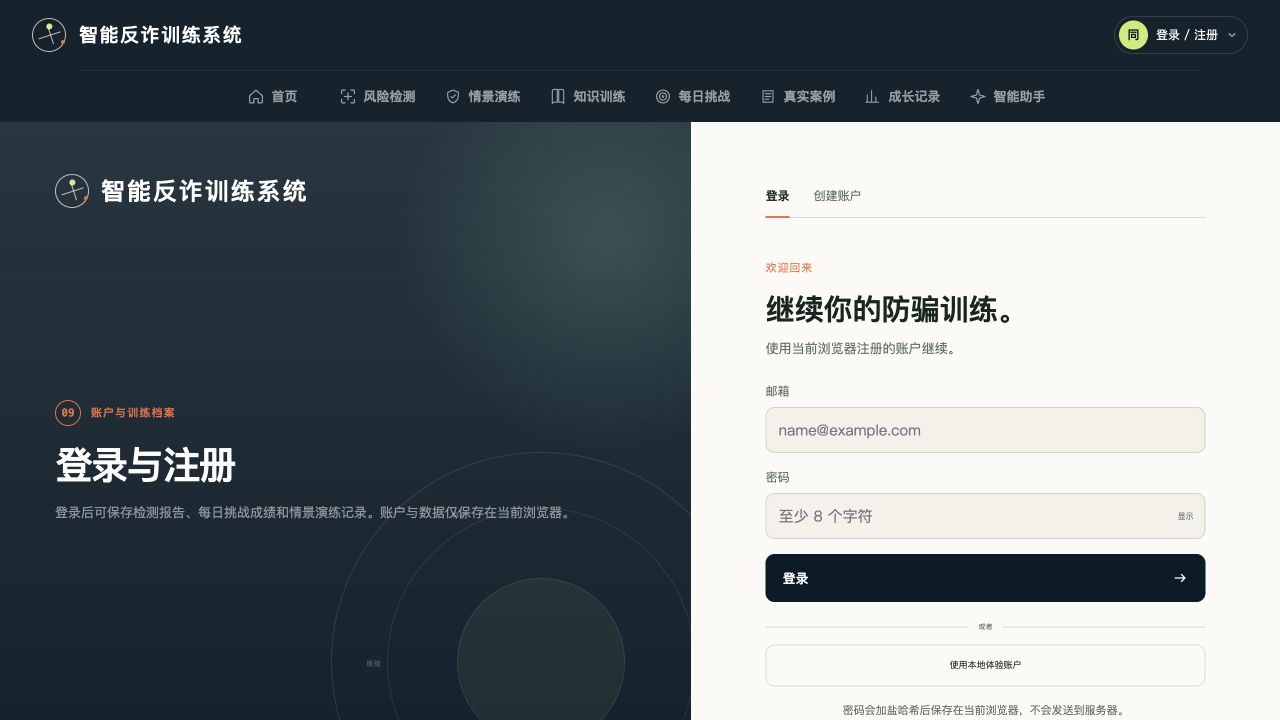 智能反诈训练系统
同 登录 / 注册
首页 风险检测 情景演练 知识训练 每日挑战 真实案例 成长记录 智能助手
智能反诈训练系统
09 账户与训练档案
登录与注册
登录后可保存检测报告、每日挑战成绩和情景演练记录。账户与数据仅保存在当前浏览器。
核验
登录 创建账户
欢迎回来
继续你的防骗训练。
使用当前浏览器注册的账户继续。
邮箱
name@example.com
密码
至少 8 个字符 显示
登录 →
或者
使用本地体验账户
密码会加盐哈希后保存在当前浏览器，不会发送到服务器。